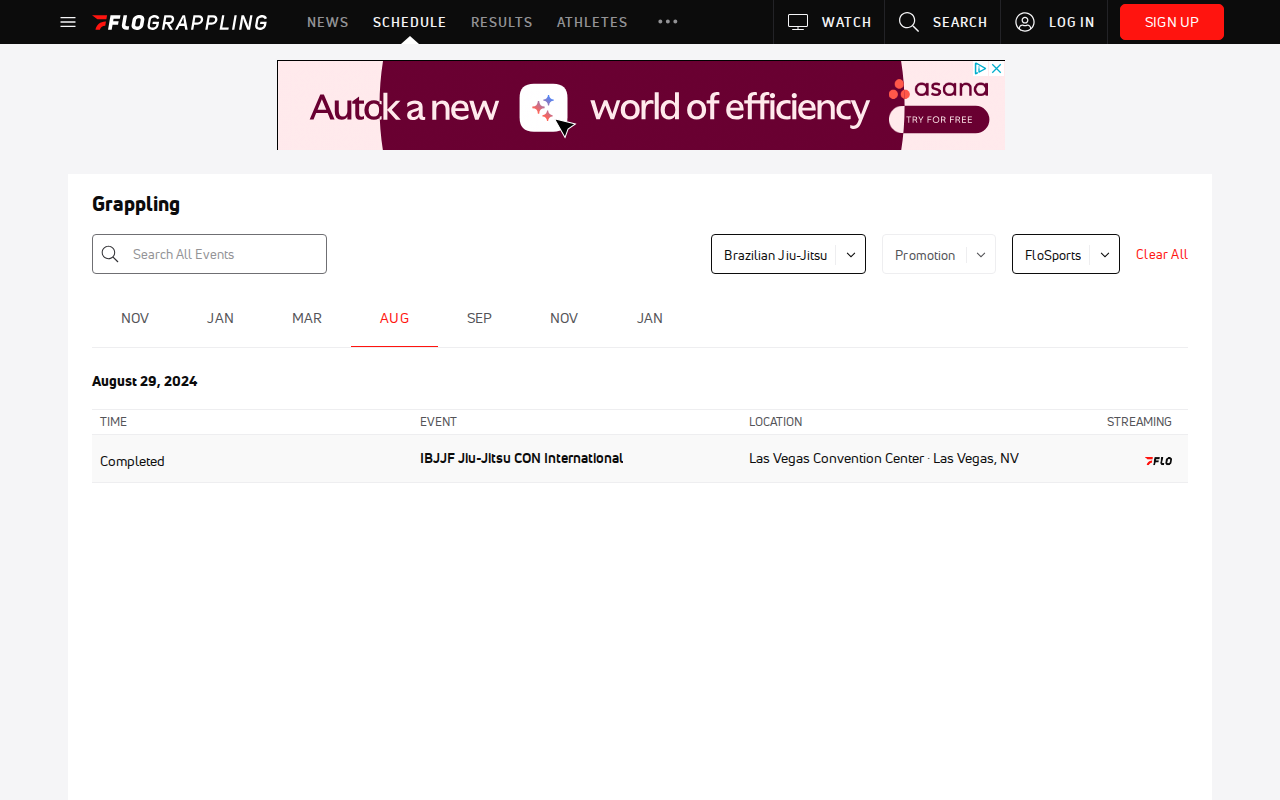 FLOGRAPPLING NEWS SCHEDULE RESULTS ATHLETES WATCH SEARCH LOG IN SIGN UP
a new world of efficiency
asana
TRY FOR FREE
Grappling
Search All Events Brazilian Jiu-Jitsu Promotion FloSports Clear All
NOV JAN MAR AUG SEP NOV JAN
August 29, 2024
TIME EVENT LOCATION STREAMING
Completed IBJJF Jiu-Jitsu CON International Las Vegas Convention Center · Las Vegas, NV FLO